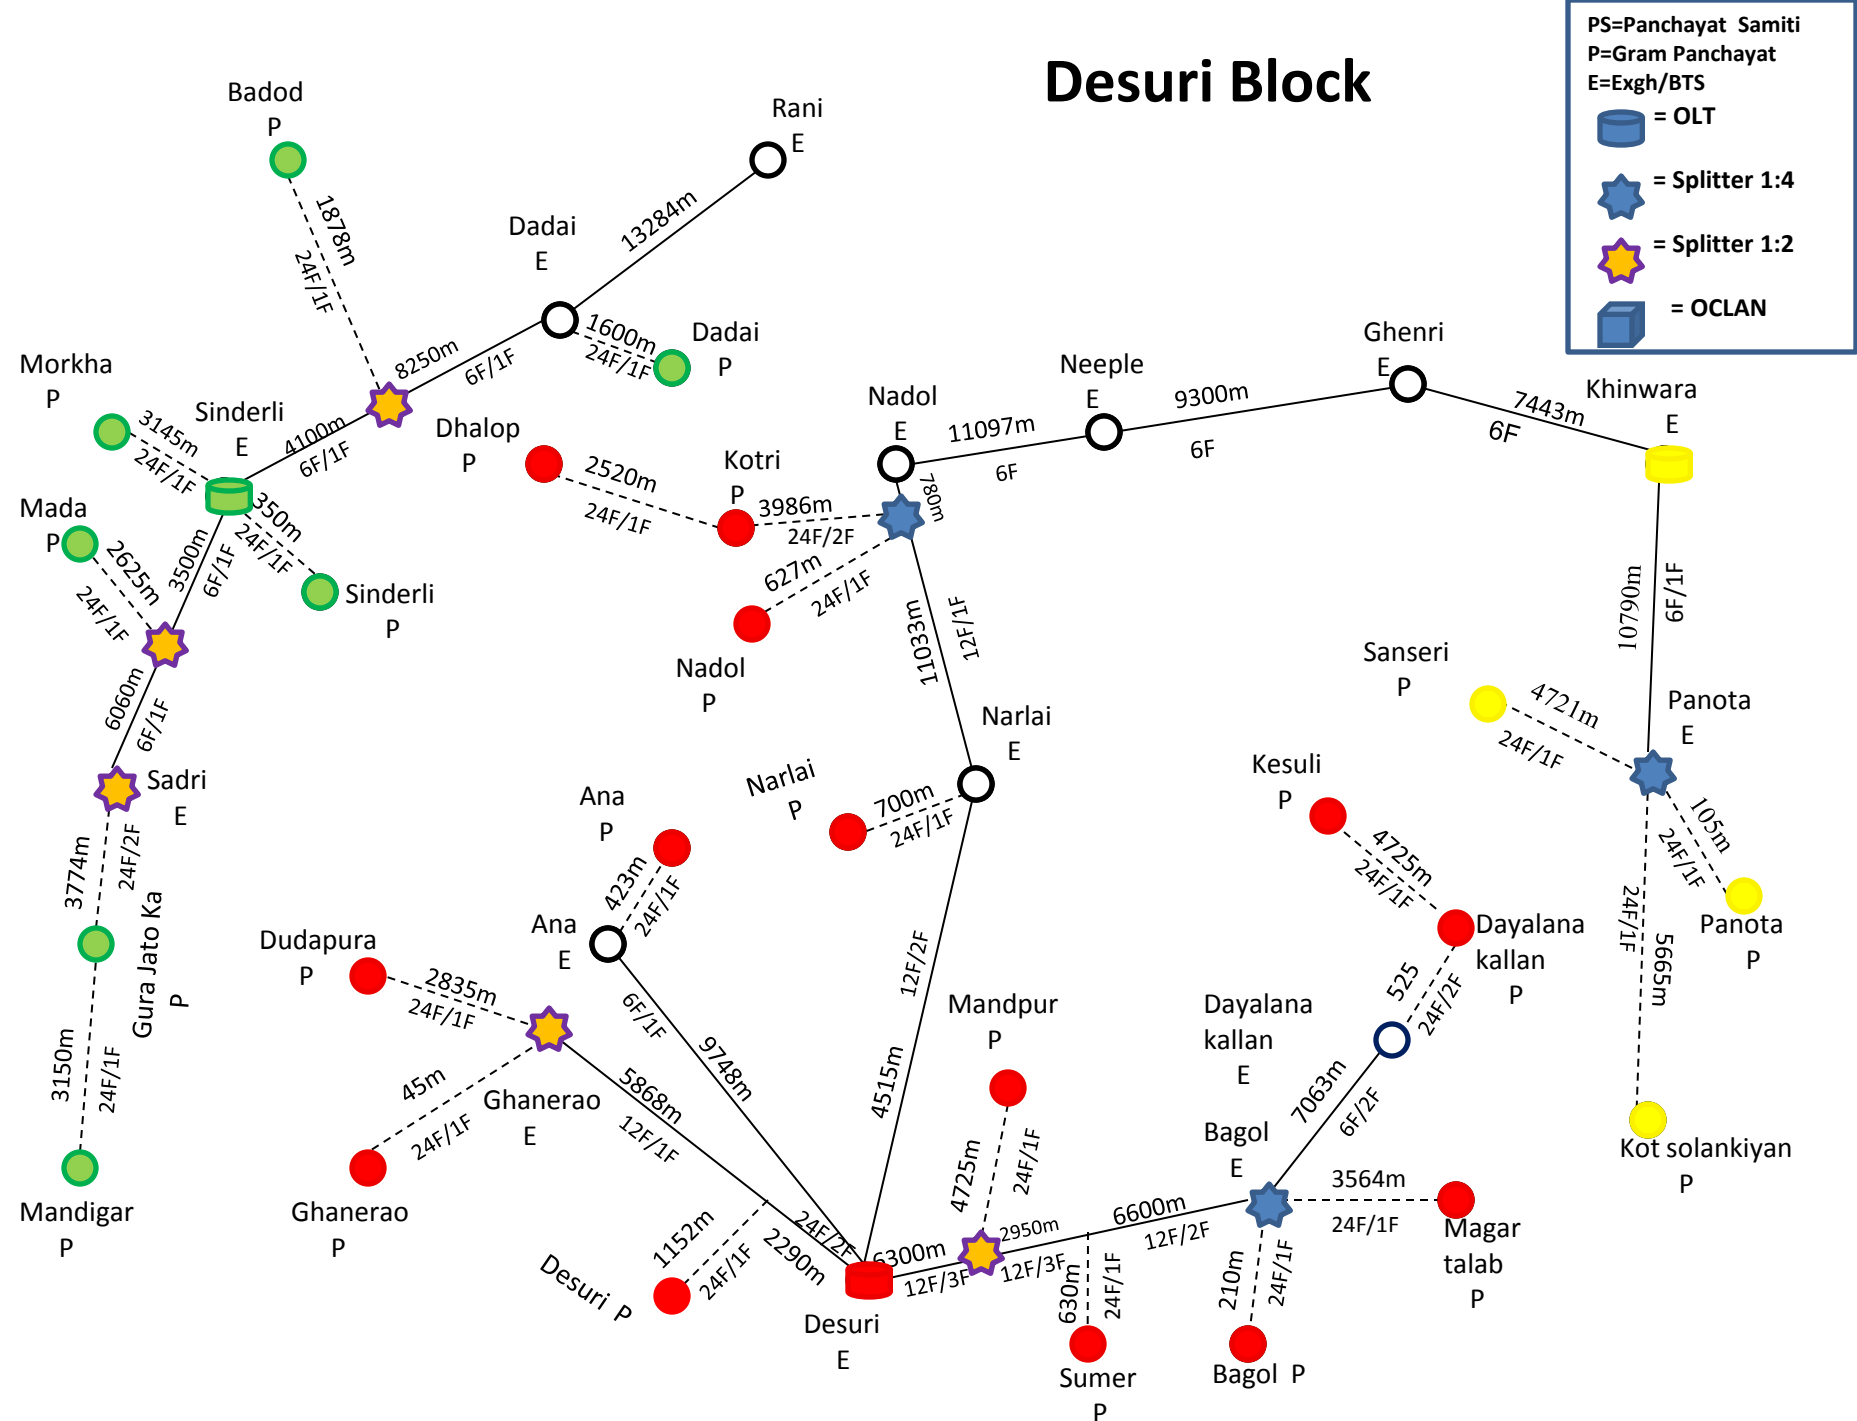 Desuri Block
PS=Panchayat Samiti
P=Gram Panchayat
E=Exgh/BTS
= OLT
= Splitter 1:4
= Splitter 1:2
= OCLAN
Badod
P
1878m
24F/1F
Rani
E
13284m
Dadai
E
1600m
24F/1F
Dadai
P
8250m
6F/1F
Morkha
P
3145m
24F/1F
Sinderli
E
4100m
6F/1F
Mada
P
2625m
24F/1F
3500m
6F/1F
350m
24F/1F
Sinderli
P
6060m
6F/1F
Sadri
E
3774m
24F/2F
Gura Jato Ka
P
3150m
24F/1F
Mandigar
P
Dhalop
P
2520m
24F/1F
Kotri
P
3986m
24F/2F
Nadol
E
780m
627m
24F/1F
Nadol
P
11097m
6F
Neeple
E
9300m
6F
Ghenri
E
7443m
6F
Khinwara
E
10790m
6F/1F
Sanseri
P
4721m
24F/1F
Panota
E
105m
24F/1F
Panota
P
24F/1F
5665m
Kot solankiyan
P
11033m
12F/1F
Narlai
E
Narlai
P
700m
24F/1F
12F/2F
4515m
Ana
P
423m
24F/1F
Ana
E
6F/1F
9748m
Dudapura
P
2835m
24F/1F
45m
24F/1F
Ghanerao
E
Ghanerao
P
5868m
12F/1F
24F/2F
2290m
1152m
24F/1F
Desuri P
Desuri
E
6300m
12F/3F
Mandpur
P
4725m
24F/1F
2950m
12F/3F
630m
24F/1F
Sumer
P
6600m
12F/2F
Bagol
E
210m
24F/1F
Bagol P
3564m
24F/1F
Magar
talab
P
7063m
6F/2F
Dayalana
kallan
E
525
24F/2F
Dayalana
kallan
P
Kesuli
P
4725m
24F/1F